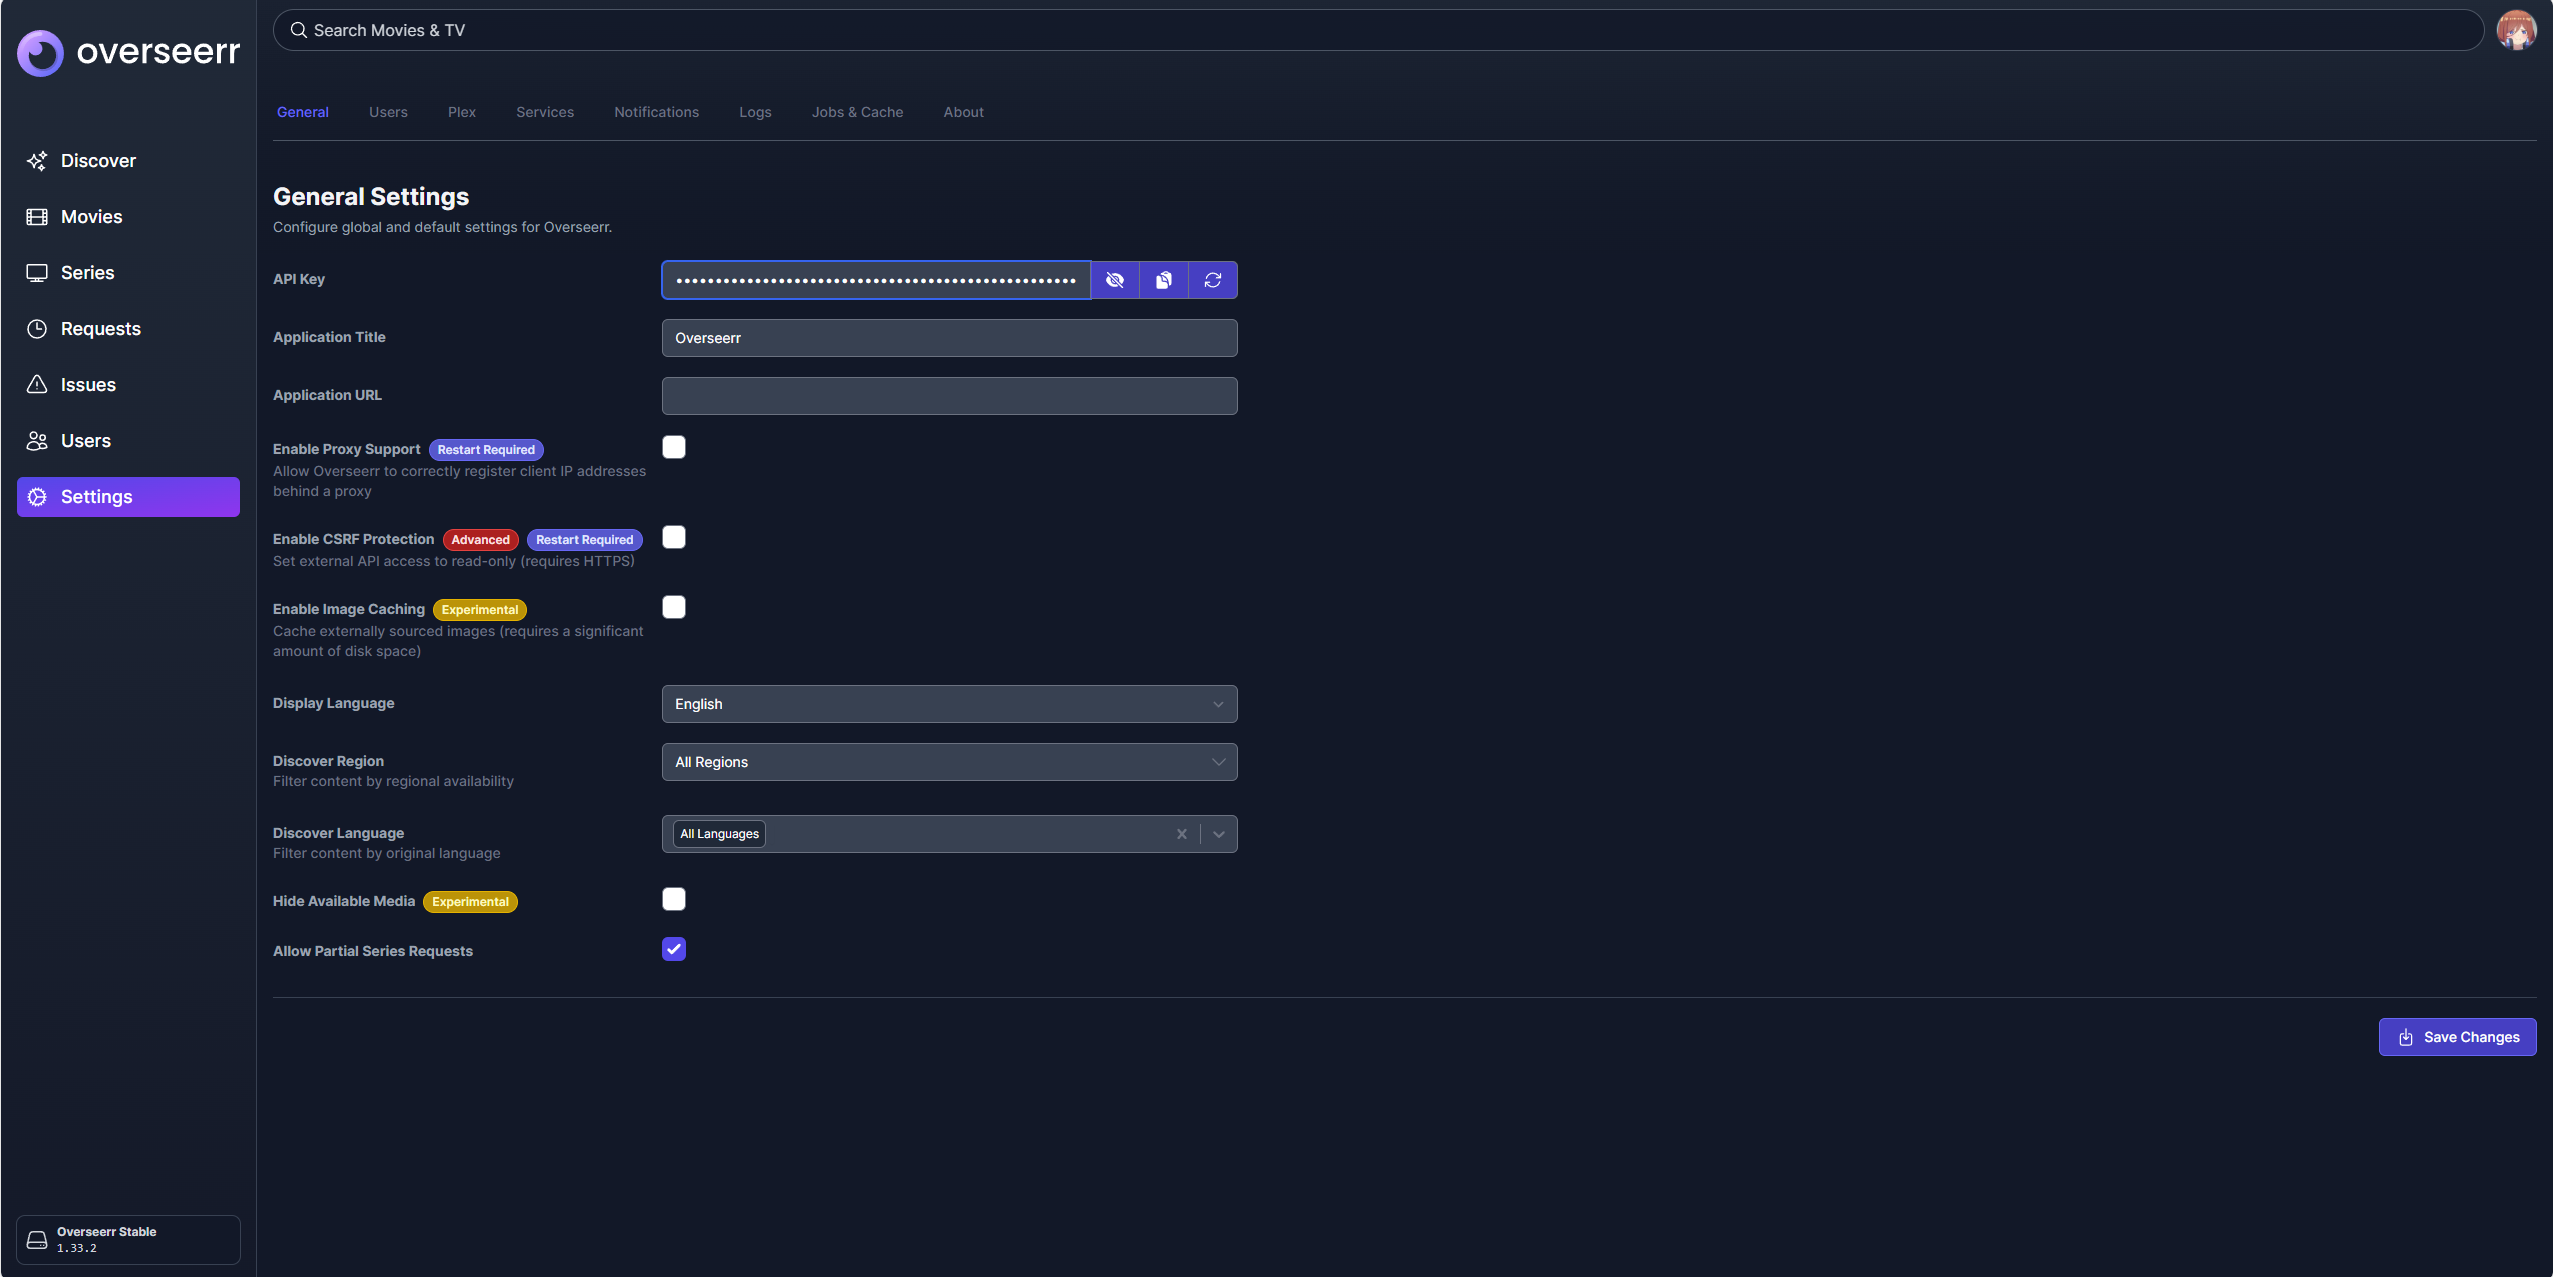 overseerr
Search Movies & TV
Discover
Movies
Series
Requests
Issues
Users
Settings
Overseerr Stable
1.33.2
General
Users
Plex
Services
Notifications
Logs
Jobs & Cache
About
General Settings
Configure global and default settings for Overseerr.
API Key
Application Title
Overseerr
Application URL
Enable Proxy Support Restart Required
Allow Overseerr to correctly register client IP addresses
behind a proxy
Enable CSRF Protection Advanced Restart Required
Set external API access to read-only (requires HTTPS)
Enable Image Caching Experimental
Cache externally sourced images (requires a significant
amount of disk space)
Display Language
English
Discover Region
Filter content by regional availability
All Regions
Discover Language
Filter content by original language
All Languages
Hide Available Media Experimental
Allow Partial Series Requests
Save Changes